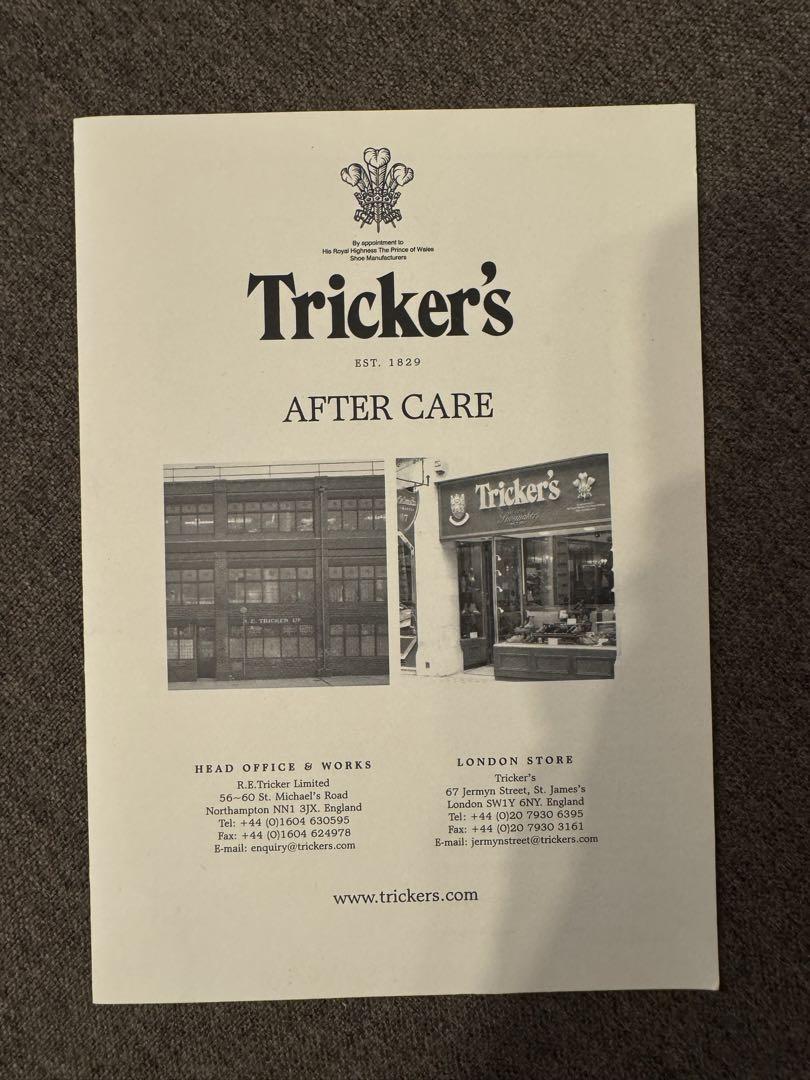 By appointment to
His Royal Highness The Prince of Wales
Shoe Manufacturers
Tricker's
EST. 1829
AFTER CARE
R.E. TRICKER LTD
Tricker's
HEAD OFFICE & WORKS
R.E.Tricker Limited
56~60 St. Michael's Road
Northampton NN1 3JX. England
Tel: +44 (0)1604 630595
Fax: +44 (0)1604 624978
E-mail: enquiry@trickers.com
LONDON STORE
Tricker's
67 Jermyn Street, St. James's
London SW1Y 6NY. England
Tel: +44 (0)20 7930 6395
Fax: +44 (0)20 7930 3161
E-mail: jermynstreet@trickers.com
www.trickers.com